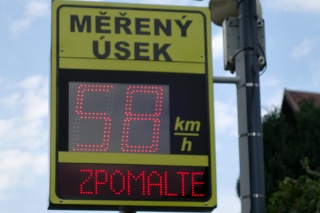 MĚŘENÝ
ÚSEK
58 km/h
ZPOMALTE